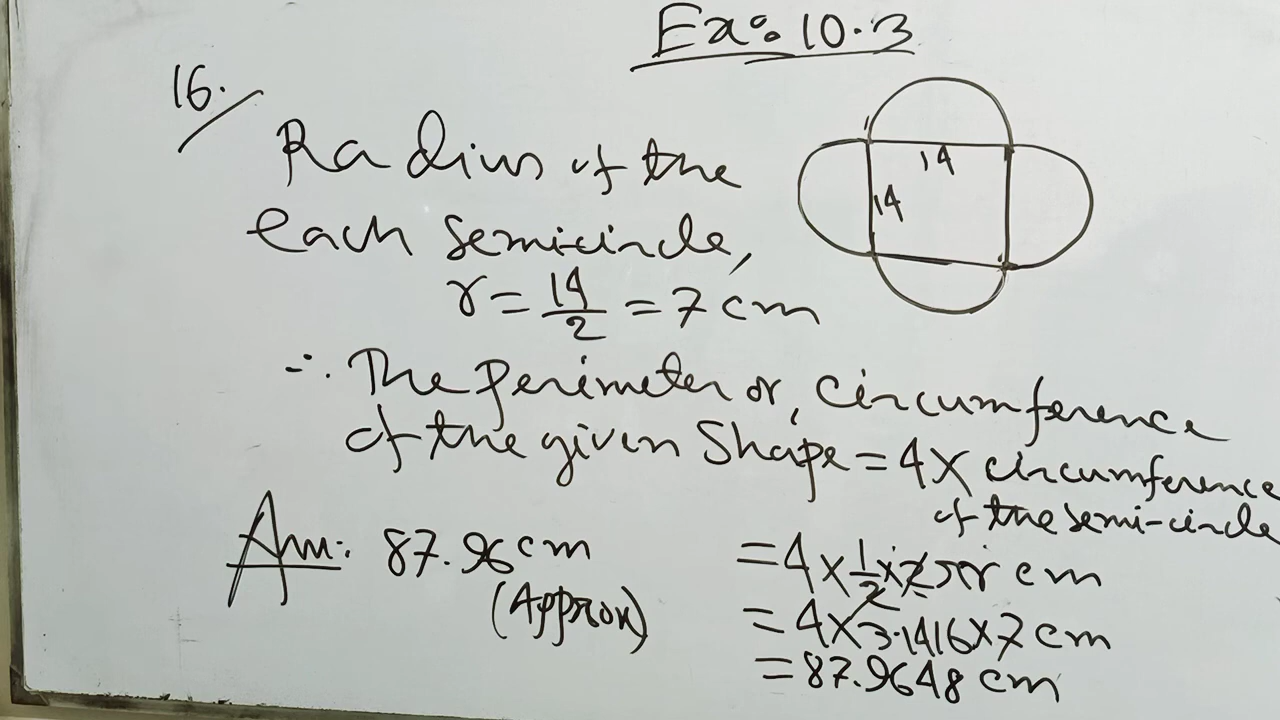 Ex: 10.3
16.
14
14
Radius of the
each semicircle,
r = 14/2 = 7 cm
∴ The perimeter or, circumference
of the given Shape = 4 × circumference
of the semi-circle
= 4 × 1/2 × 2πr cm
= 4 × 3.1416 × 7 cm
= 87.9648 cm
Ans: 87.96 cm
(Approx)